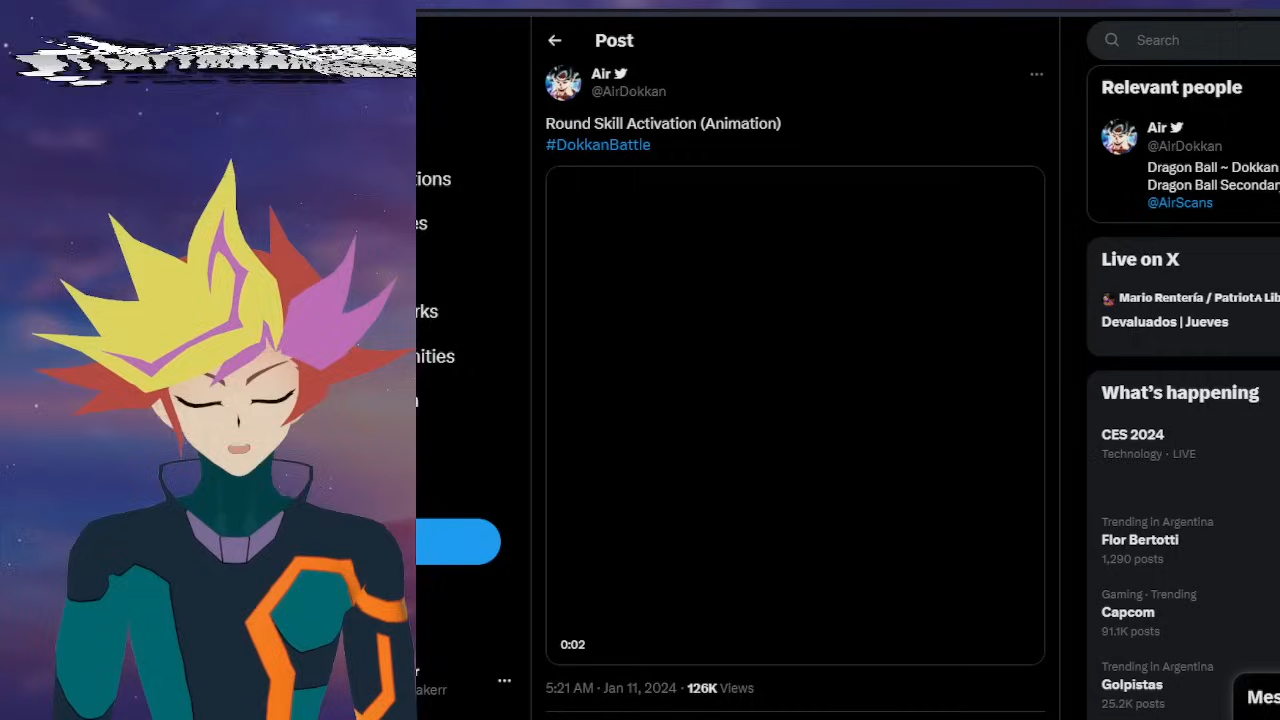 Post
Search
Air
@AirDokkan
Round Skill Activation (Animation)
#DokkanBattle
0:02
5:21 AM · Jan 11, 2024 · 126K Views
ions
es
rks
nities
akerr
Relevant people
Air
@AirDokkan
Dragon Ball ~ Dokkan
Dragon Ball Secondar
@AirScans
Live on X
Mario Rentería / PatriotA Lib
Devaluados | Jueves
What's happening
CES 2024
Technology · LIVE
Trending in Argentina
Flor Bertotti
1,290 posts
Gaming · Trending
Capcom
91.1K posts
Trending in Argentina
Golpistas
25.2K posts
Mes